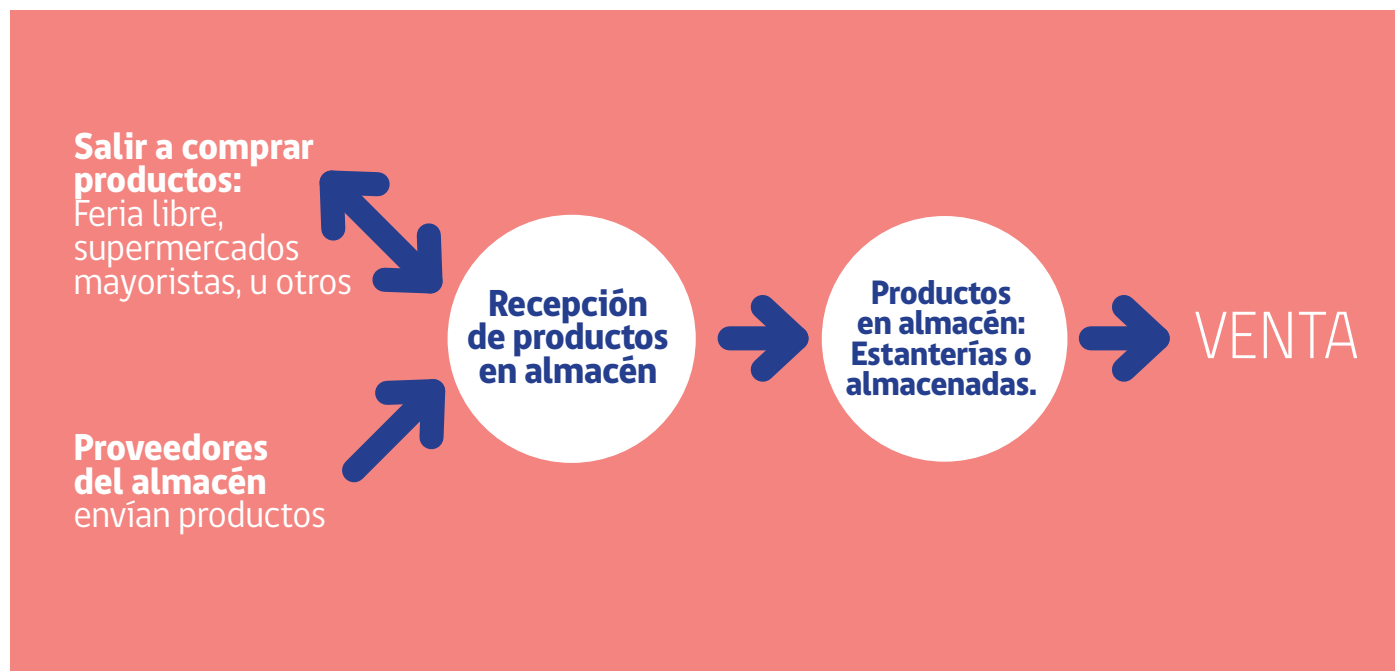 Salir a comprar
productos:
Feria libre,
supermercados
mayoristas, u otros
Proveedores
del almacén
envían productos
Recepción
de productos
en almacén
Productos
en almacén:
Estanterías o
almacenadas.
VENTA